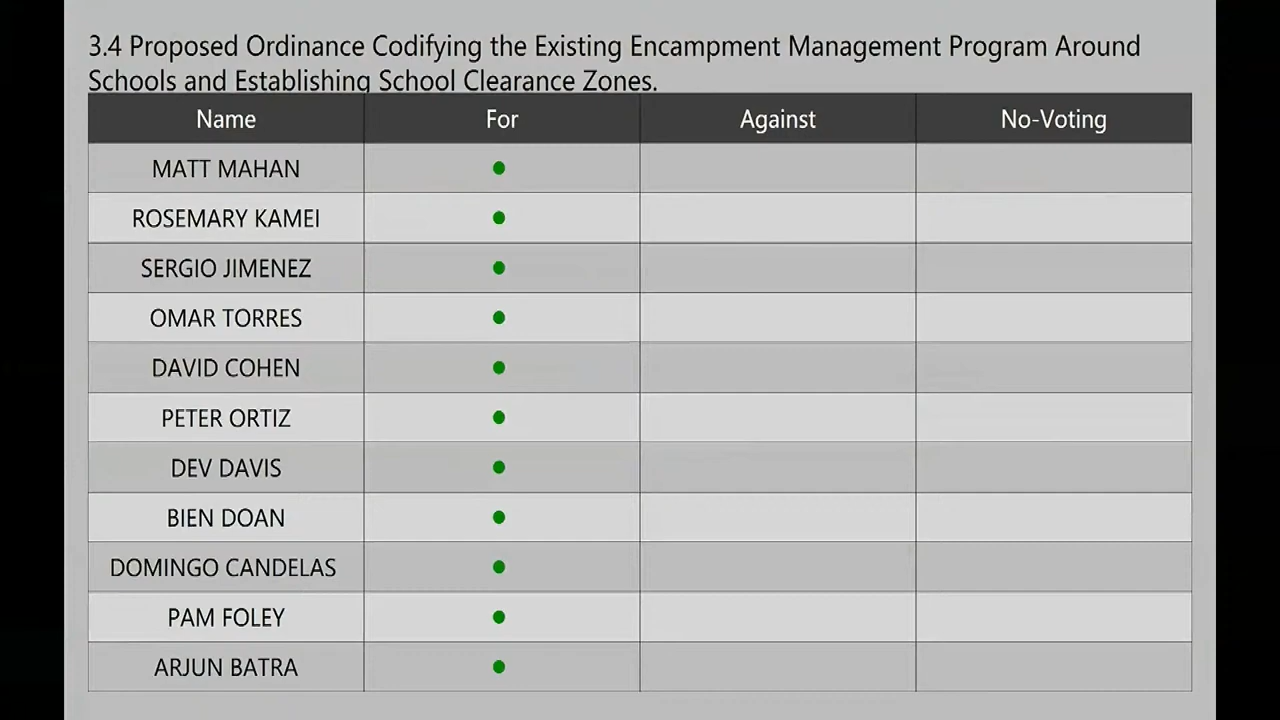 3.4 Proposed Ordinance Codifying the Existing Encampment Management Program Around
Schools and Establishing School Clearance Zones.
Name For Against No-Voting
MATT MAHAN
ROSEMARY KAMEI
SERGIO JIMENEZ
OMAR TORRES
DAVID COHEN
PETER ORTIZ
DEV DAVIS
BIEN DOAN
DOMINGO CANDELAS
PAM FOLEY
ARJUN BATRA